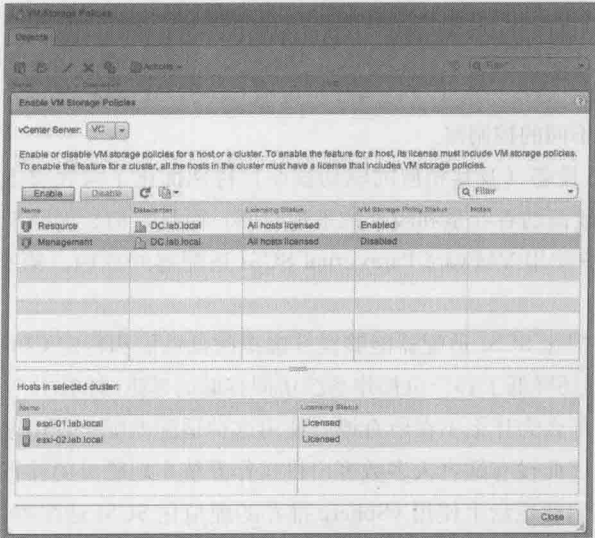 VM Storage Policies
Objects
Actions
Filter
Enable VM Storage Policies
vCenter Server: VC
Enable or disable VM storage policies for a host or a cluster. To enable the feature for a host, its license must include VM storage policies.
To enable the feature for a cluster, all the hosts in the cluster must have a license that includes VM storage policies.
Enable Disable Filter
Name Datacenter Licensing Status VM Storage Policy Status Notes
Resource DC.lab.local All hosts licensed Enabled
Management DC.lab.local All hosts licensed Disabled
Hosts in selected cluster:
Name Licensing Status
esxi-01.lab.local Licensed
esxi-02.lab.local Licensed
Close